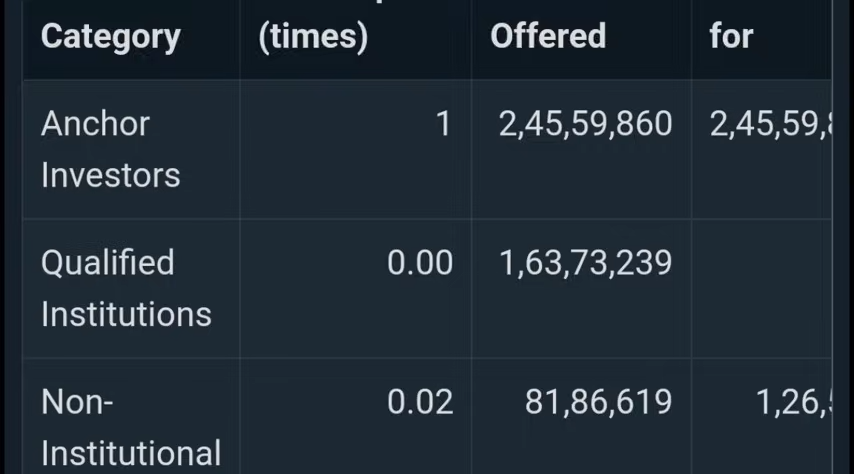 Category (times) Offered for
Anchor 1 2,45,59,860
Investors
Qualified 0.00 1,63,73,239
Institutions
Non- 0.02 81,86,619
Institutional